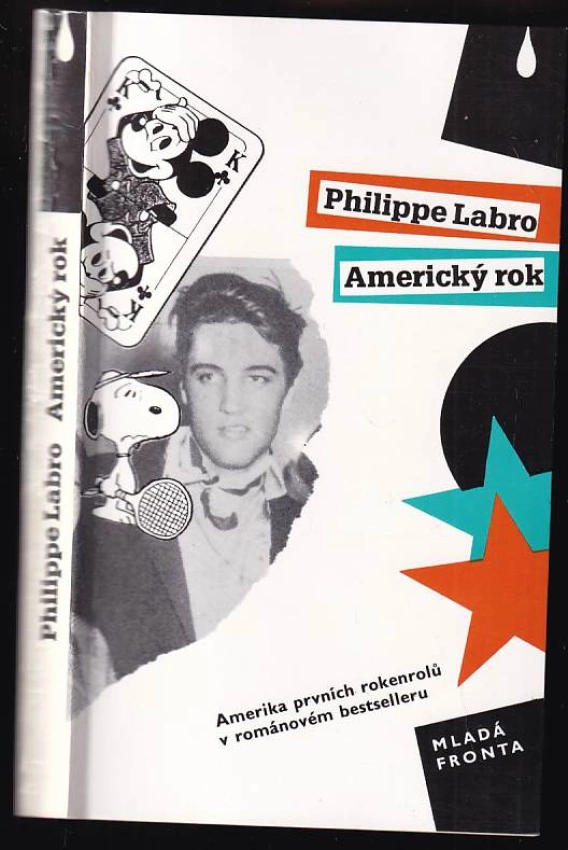 K
K
K
Philippe Labro
Americký rok
Philippe Labro Americký rok
Amerika prvních rokenrolů
v románovém bestselleru
MLADÁ
FRONTA